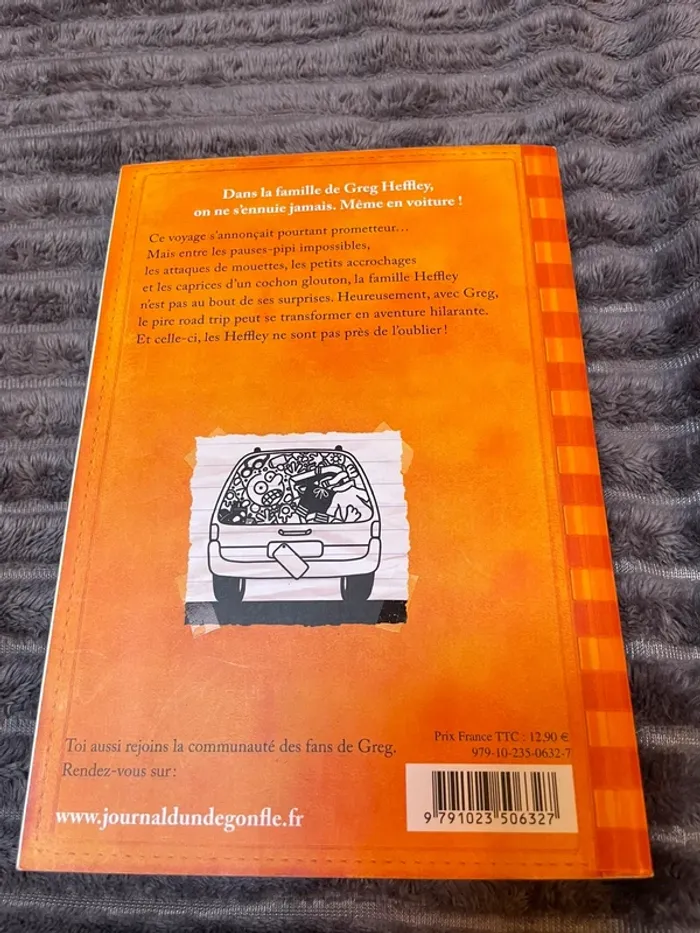 Dans la famille de Greg Heffley,
on ne s'ennuie jamais. Même en voiture !
Ce voyage s'annonçait pourtant prometteur...
Mais entre les pauses-pipi impossibles,
les attaques de mouettes, les petits accrochages
et les caprices d'un cochon glouton, la famille Heffley
n'est pas au bout de ses surprises. Heureusement, avec Greg,
le pire road trip peut se transformer en aventure hilarante.
Et celle-ci, les Heffley ne sont pas près de l'oublier !
Toi aussi rejoins la communauté des fans de Greg.
Rendez-vous sur :
www.journaldundegonfle.fr
Prix France TTC : 12,90 €
979-10-235-0632-7
9 791023 506327